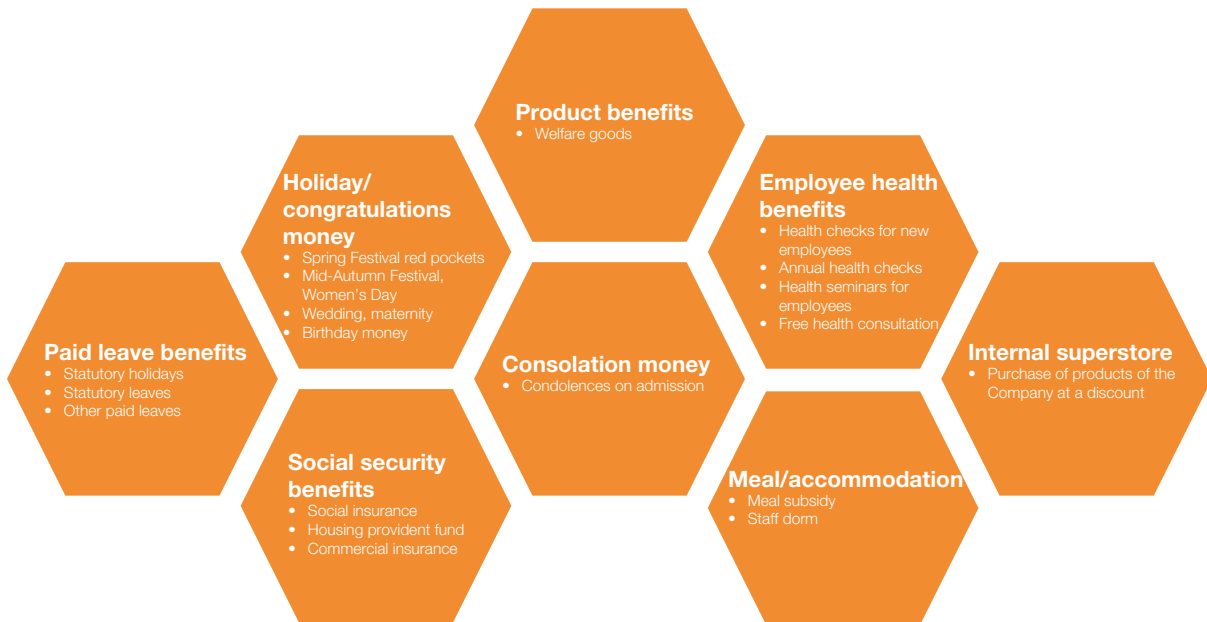 Product benefits
• Welfare goods
Holiday/
congratulations
money
• Spring Festival red pockets
• Mid-Autumn Festival,
Women's Day
• Wedding, maternity
• Birthday money
Employee health
benefits
• Health checks for new
employees
• Annual health checks
• Health seminars for
employees
• Free health consultation
Paid leave benefits
• Statutory holidays
• Statutory leaves
• Other paid leaves
Consolation money
• Condolences on admission
Internal superstore
• Purchase of products of the
Company at a discount
Social security
benefits
• Social insurance
• Housing provident fund
• Commercial insurance
Meal/accommodation
• Meal subsidy
• Staff dorm